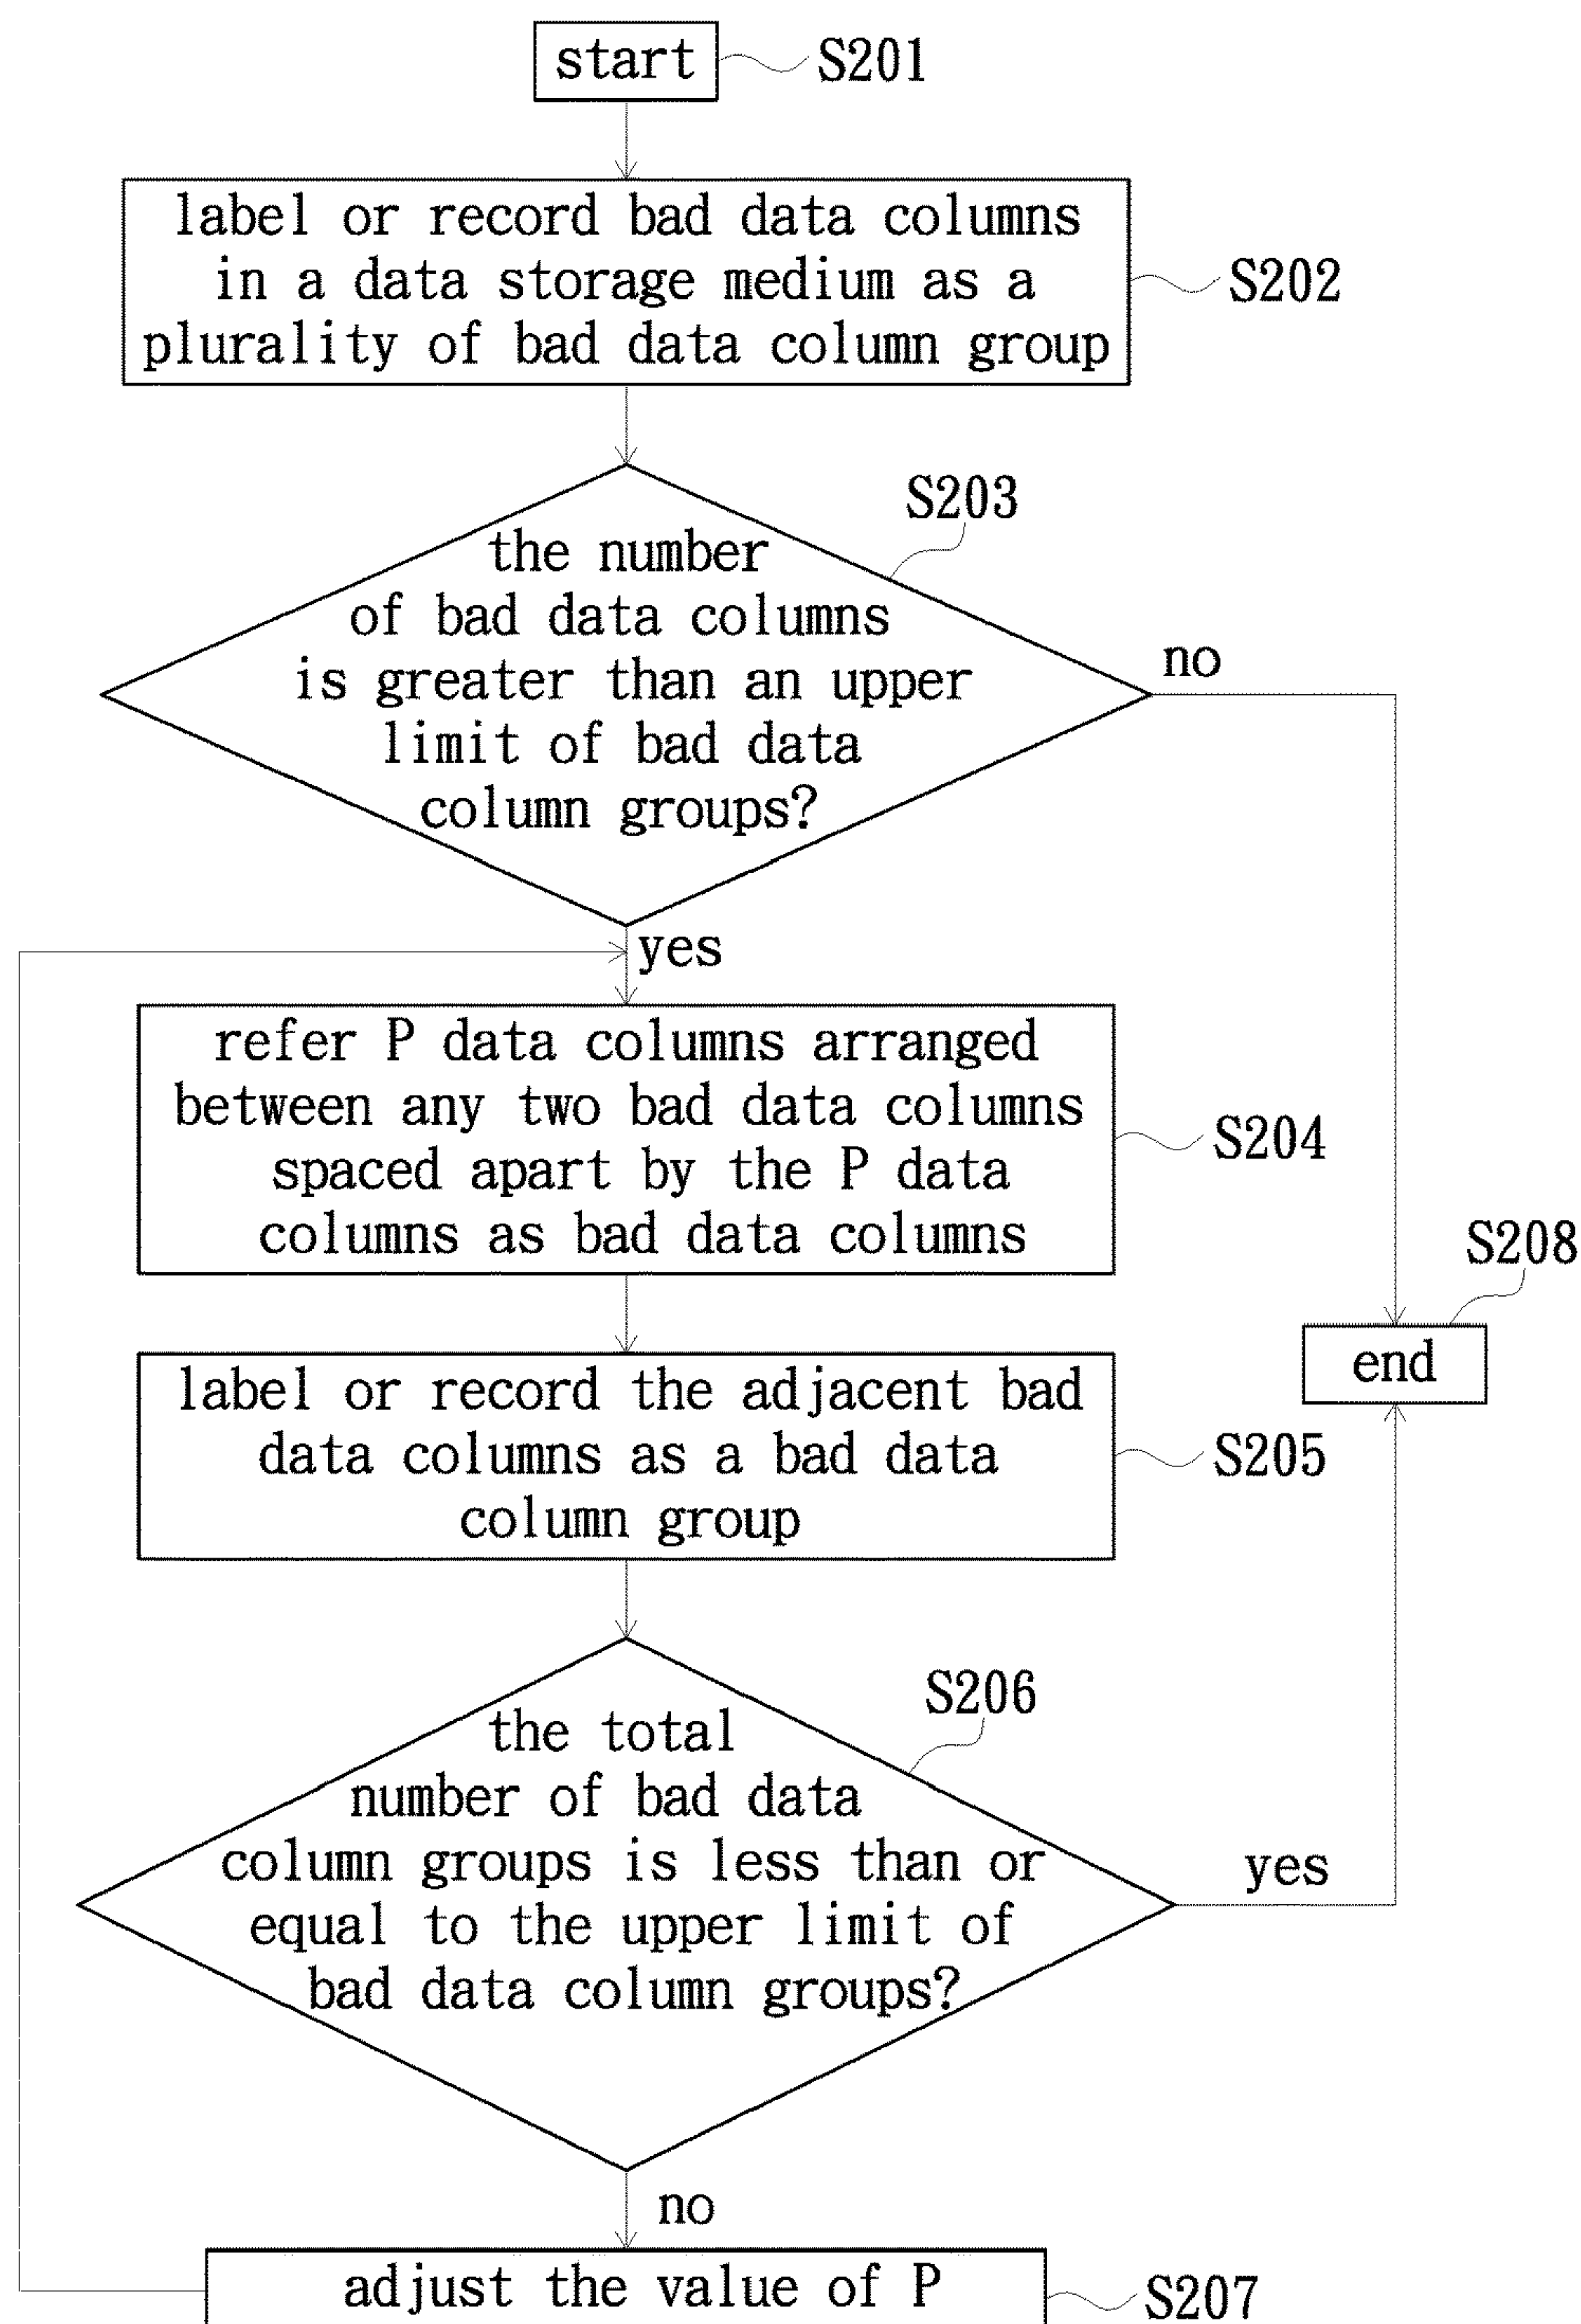 start
S201
label or record bad data columns
in a data storage medium as a
plurality of bad data column group
S202
S203
the number
of bad data columns
is greater than an upper
limit of bad data
column groups?
no
yes
refer P data columns arranged
between any two bad data columns
spaced apart by the P data
columns as bad data columns
S204
S208
end
label or record the adjacent bad
data columns as a bad data
column group
S205
S206
the total
number of bad data
column groups is less than or
equal to the upper limit of
bad data column groups?
yes
no
adjust the value of P
S207